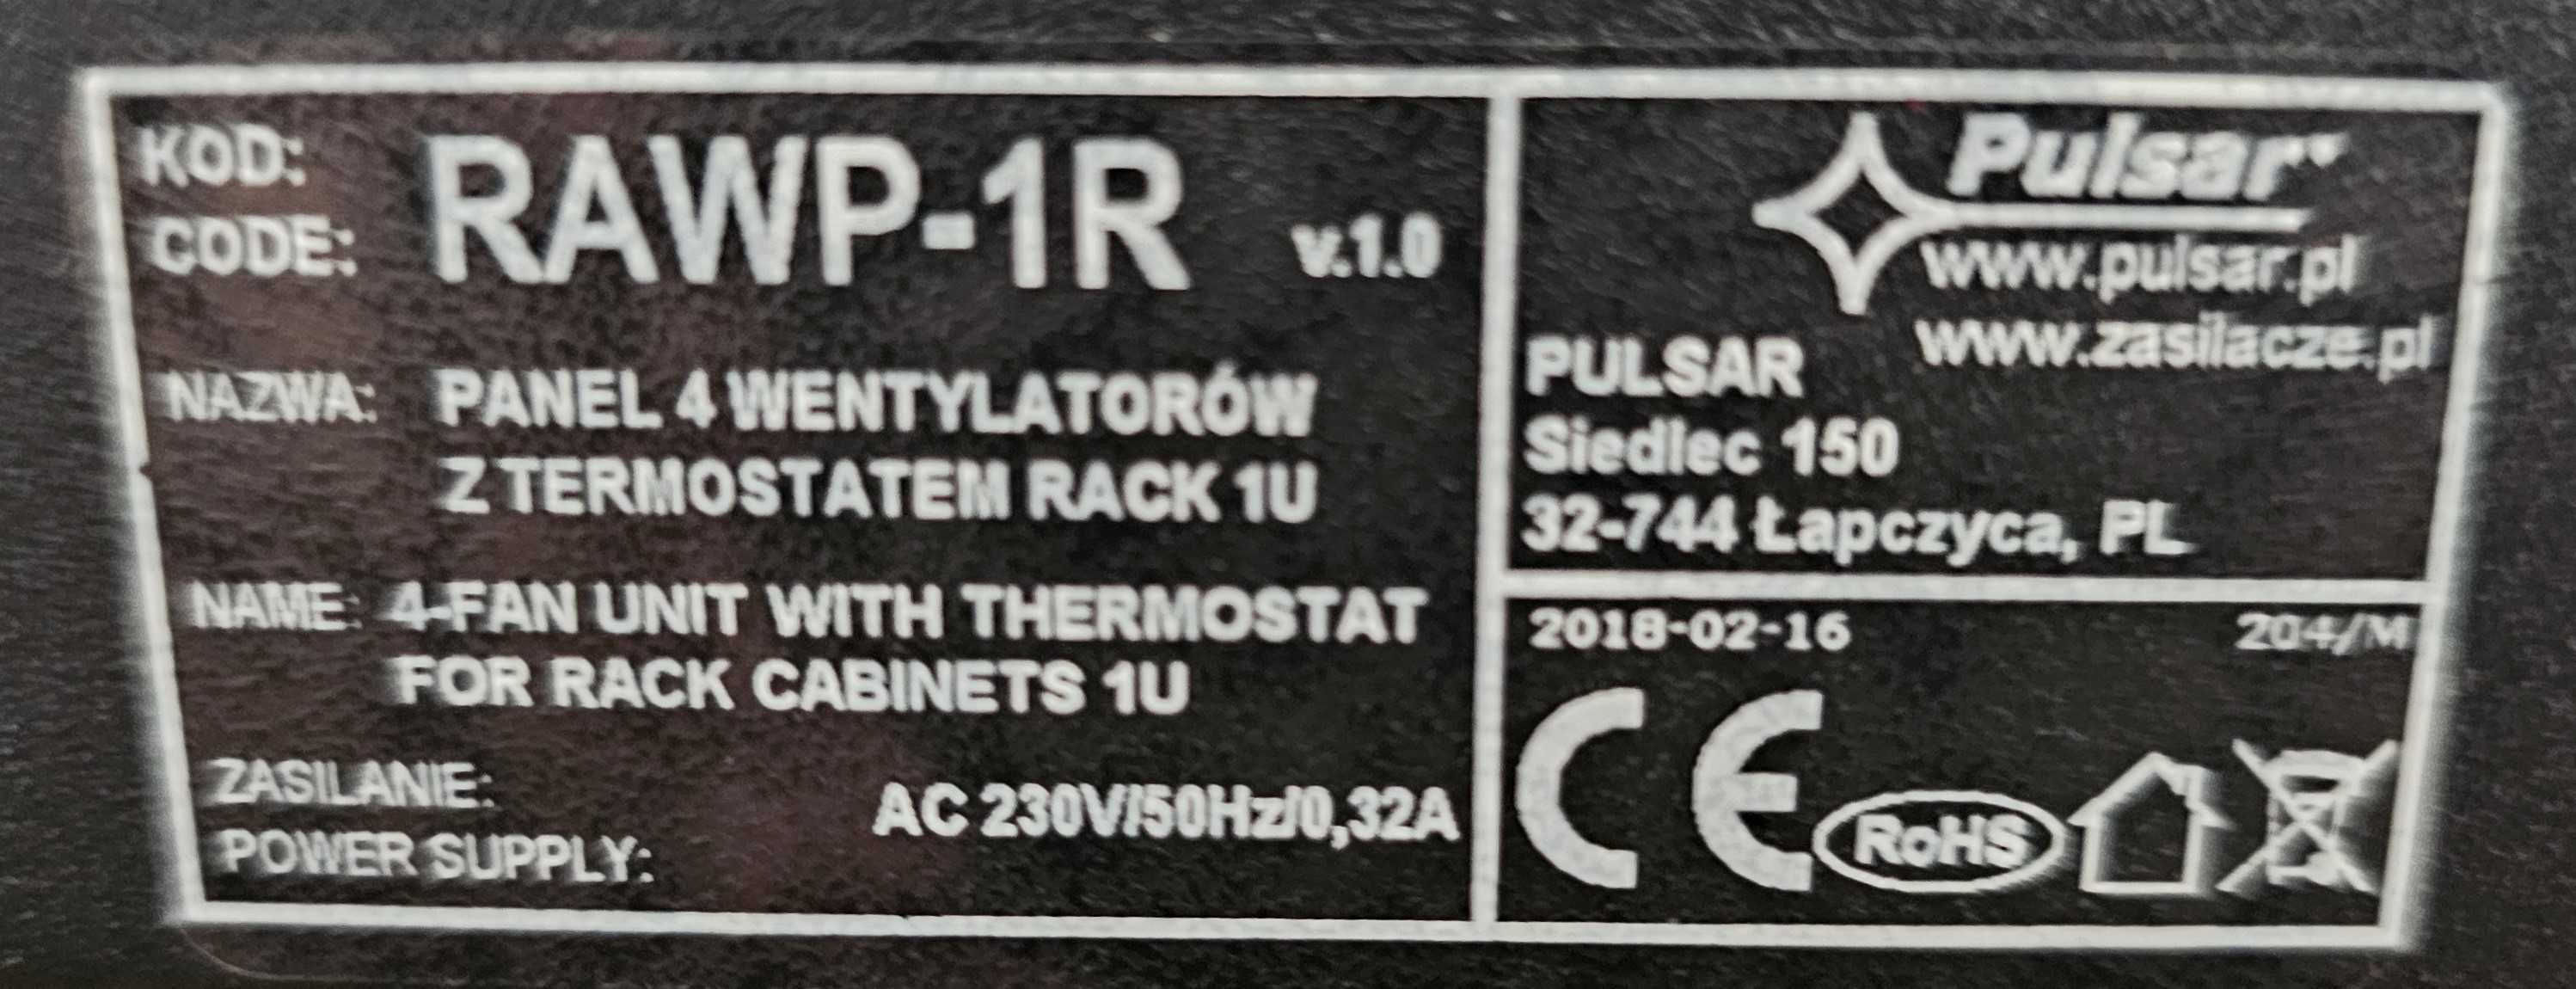 KOD:
CODE:
RAWP-1R v.1.0
NAZWA: PANEL 4 WENTYLATORÓW
Z TERMOSTATEM RACK 1U
NAME: 4-FAN UNIT WITH THERMOSTAT
FOR RACK CABINETS 1U
ZASILANIE:
POWER SUPPLY:
AC 230V/50Hz/0,32A
Pulsar
www.pulsar.pl
www.zasilacze.pl
PULSAR
Siedlec 150
32-744 Łapczyca, PL
2018-02-16 204/M
CE RoHS